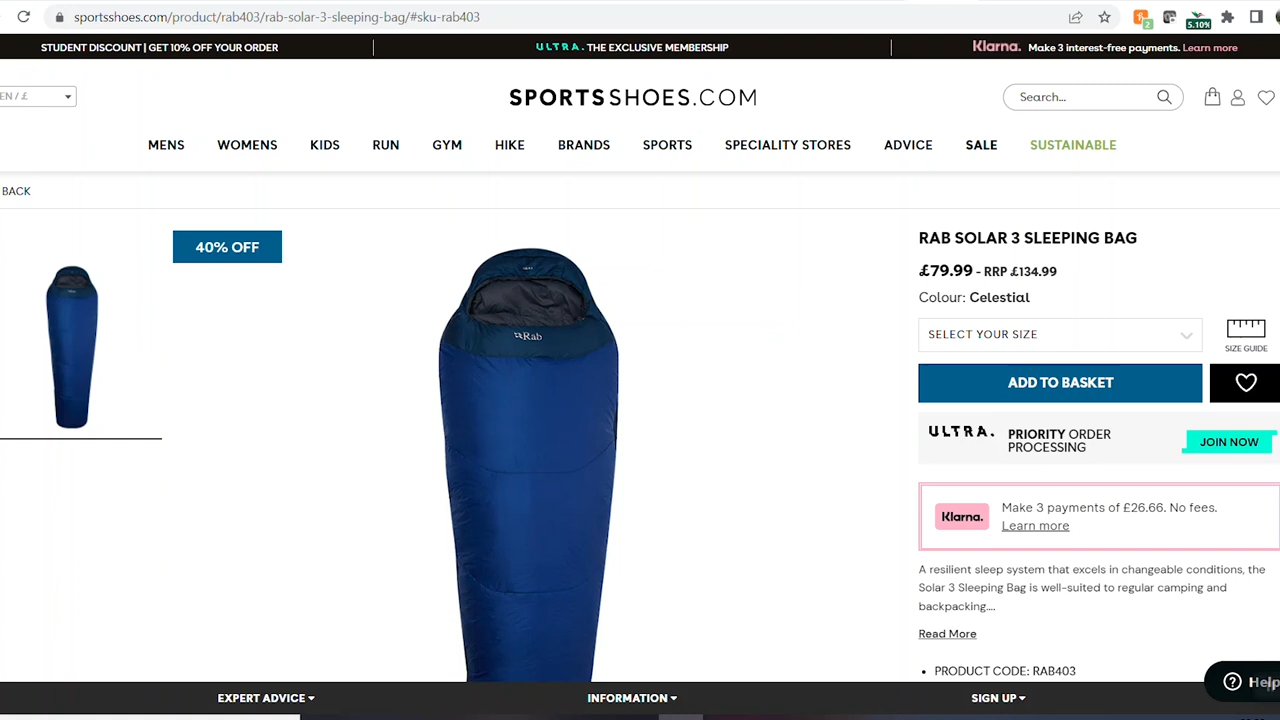 sportsshoes.com/product/rab403/rab-solar-3-sleeping-bag/#sku-rab403
2
5.10%
STUDENT DISCOUNT | GET 10% OFF YOUR ORDER
ULTRA. THE EXCLUSIVE MEMBERSHIP
Klarna. Make 3 interest-free payments. Learn more
EN / £
SPORTSSHOES.COM
Search...
MENS WOMENS KIDS RUN GYM HIKE BRANDS SPORTS SPECIALITY STORES ADVICE SALE SUSTAINABLE
BACK
40% OFF
Rab
RAB SOLAR 3 SLEEPING BAG
£79.99 - RRP £134.99
Colour: Celestial
SELECT YOUR SIZE
SIZE GUIDE
ADD TO BASKET
ULTRA.
PRIORITY ORDER
PROCESSING
JOIN NOW
Klarna.
Make 3 payments of £26.66. No fees.
Learn more
A resilient sleep system that excels in changeable conditions, the
Solar 3 Sleeping Bag is well-suited to regular camping and
backpacking....
Read More
• PRODUCT CODE: RAB403
Help
EXPERT ADVICE
INFORMATION
SIGN UP